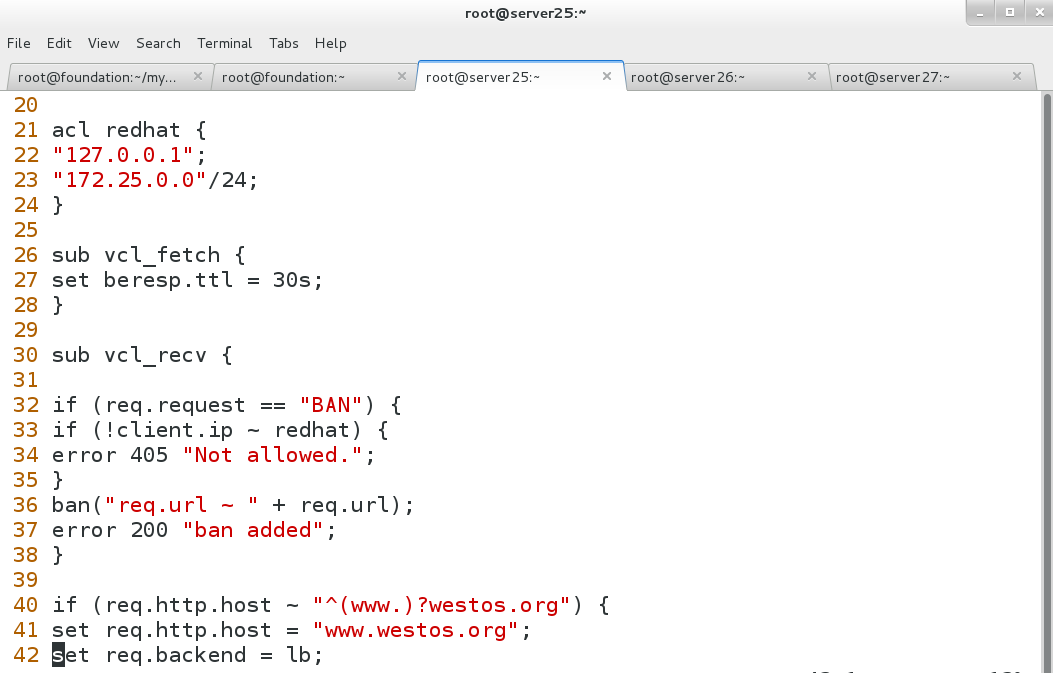 root@server25:~
File Edit View Search Terminal Tabs Help
root@foundation:~/my... root@foundation:~ root@server25:~ root@server26:~ root@server27:~
20
21 acl redhat {
22 "127.0.0.1";
23 "172.25.0.0"/24;
24 }
25
26 sub vcl_fetch {
27 set beresp.ttl = 30s;
28 }
29
30 sub vcl_recv {
31
32 if (req.request == "BAN") {
33 if (!client.ip ~ redhat) {
34 error 405 "Not allowed.";
35 }
36 ban("req.url ~ " + req.url);
37 error 200 "ban added";
38 }
39
40 if (req.http.host ~ "^(www.)?westos.org") {
41 set req.http.host = "www.westos.org";
42 set req.backend = lb;